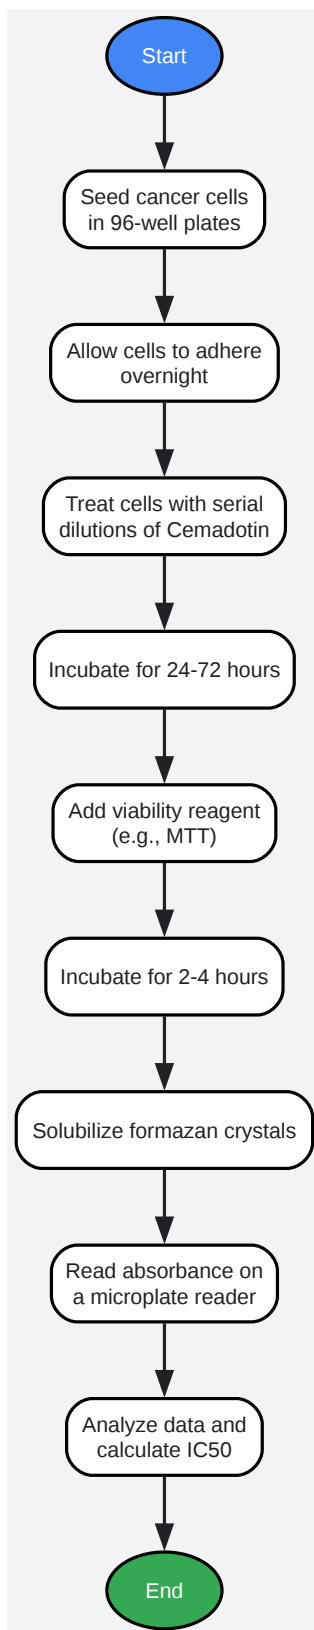 Start
Seed cancer cells
in 96-well plates
Allow cells to adhere
overnight
Treat cells with serial
dilutions of Cemadotin
Incubate for 24-72 hours
Add viability reagent
(e.g., MTT)
Incubate for 2-4 hours
Solubilize formazan crystals
Read absorbance on
a microplate reader
Analyze data and
calculate IC50
End